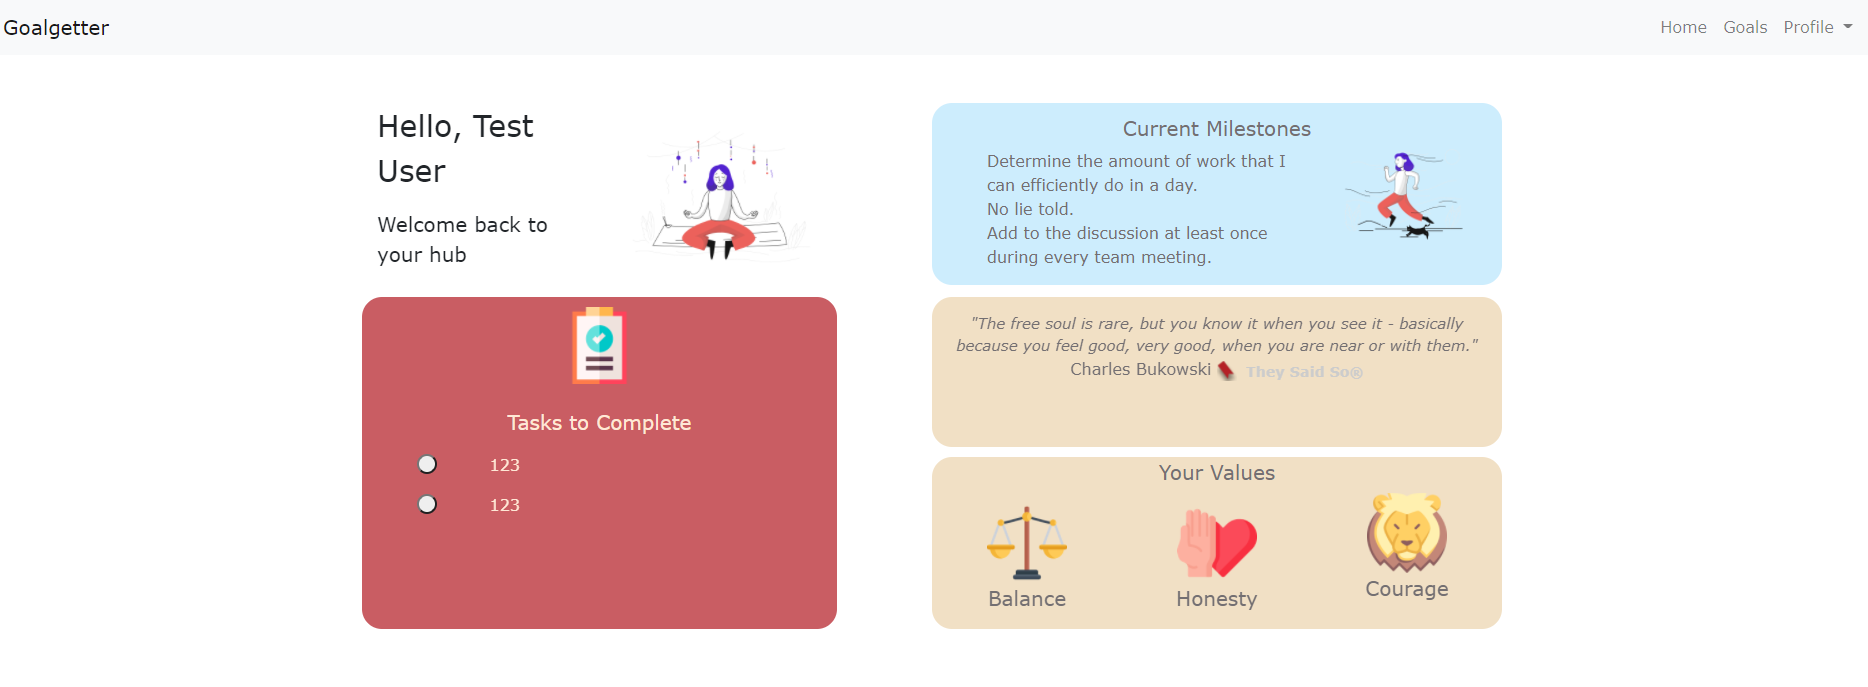 Goalgetter
Home
Goals
Profile
Hello, Test
User
Welcome back to
your hub
Current Milestones
Determine the amount of work that I
can efficiently do in a day.
No lie told.
Add to the discussion at least once
during every team meeting.
Tasks to Complete
123
123
"The free soul is rare, but you know it when you see it - basically
because you feel good, very good, when you are near or with them."
Charles Bukowski They Said So®
Your Values
Balance
Honesty
Courage